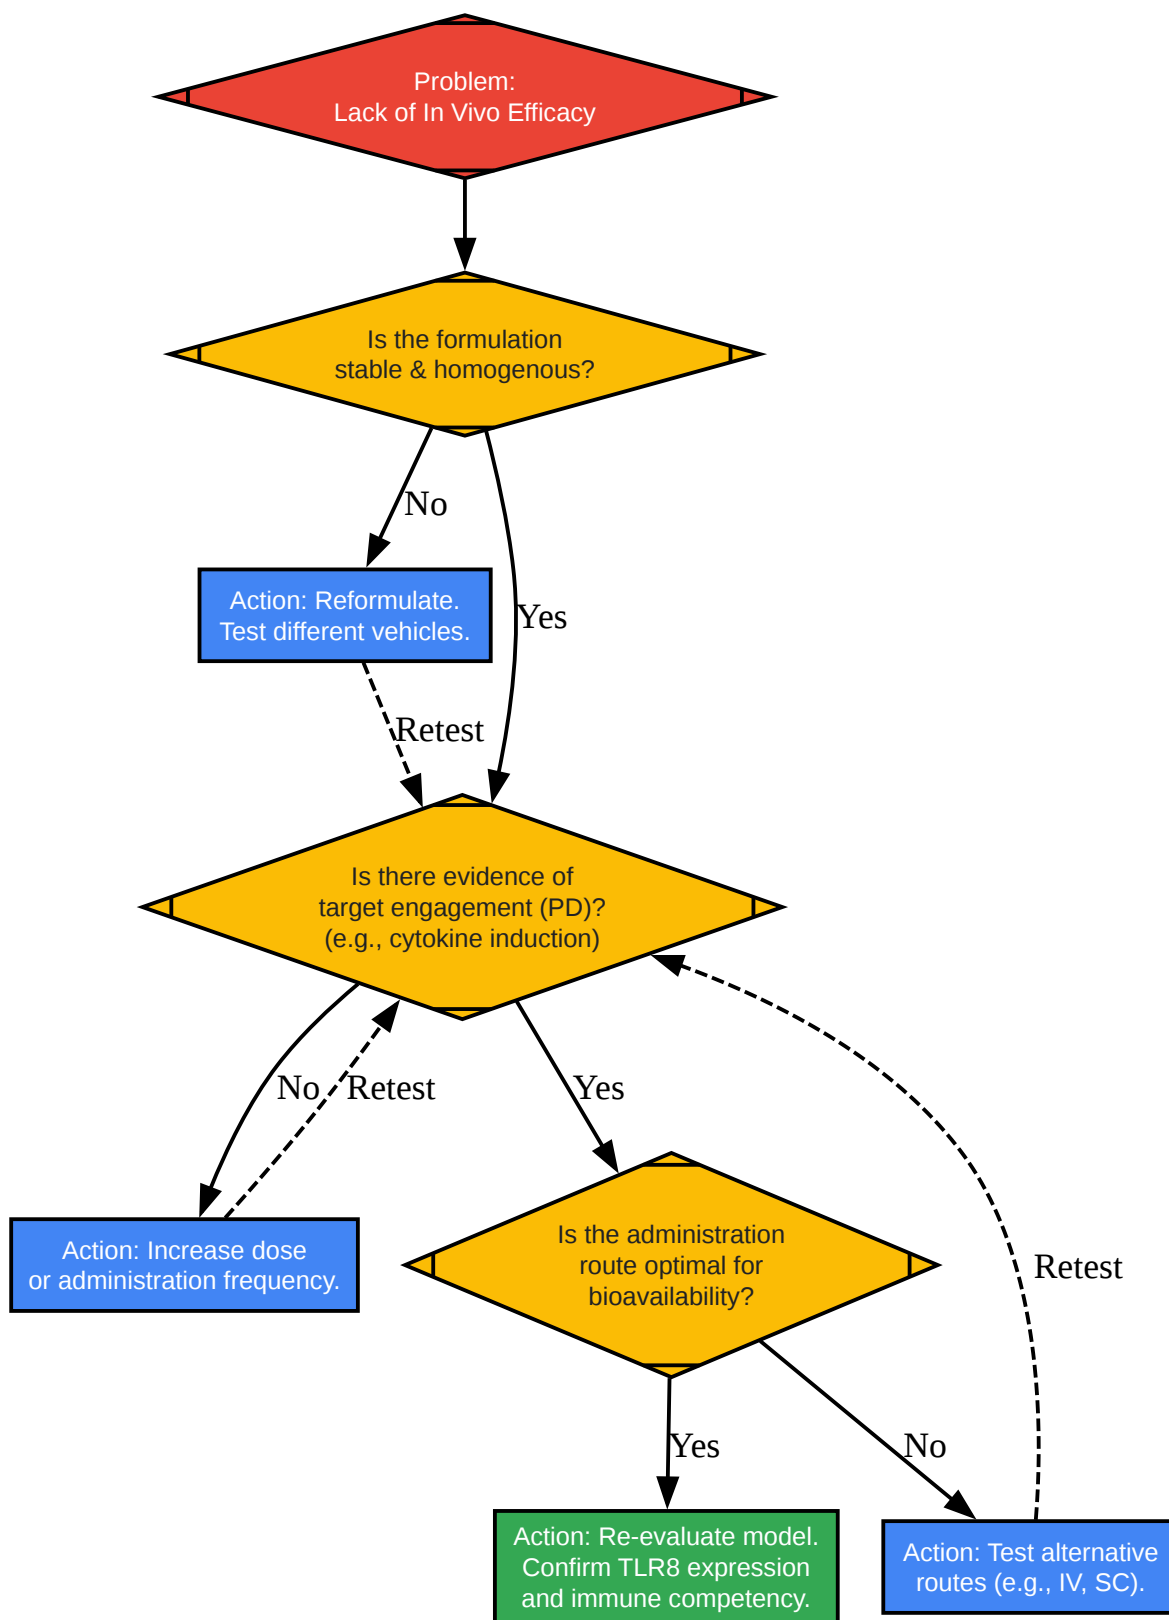 Problem:
Lack of In Vivo Efficacy
Is the formulation
stable & homogenous?
No
Action: Reformulate.
Test different vehicles.
Yes
Retest
Is there evidence of
target engagement (PD)?
(e.g., cytokine induction)
No
Retest
Yes
Action: Increase dose
or administration frequency.
Is the administration
route optimal for
bioavailability?
Retest
Yes
No
Action: Re-evaluate model.
Confirm TLR8 expression
and immune competency.
Action: Test alternative
routes (e.g., IV, SC).